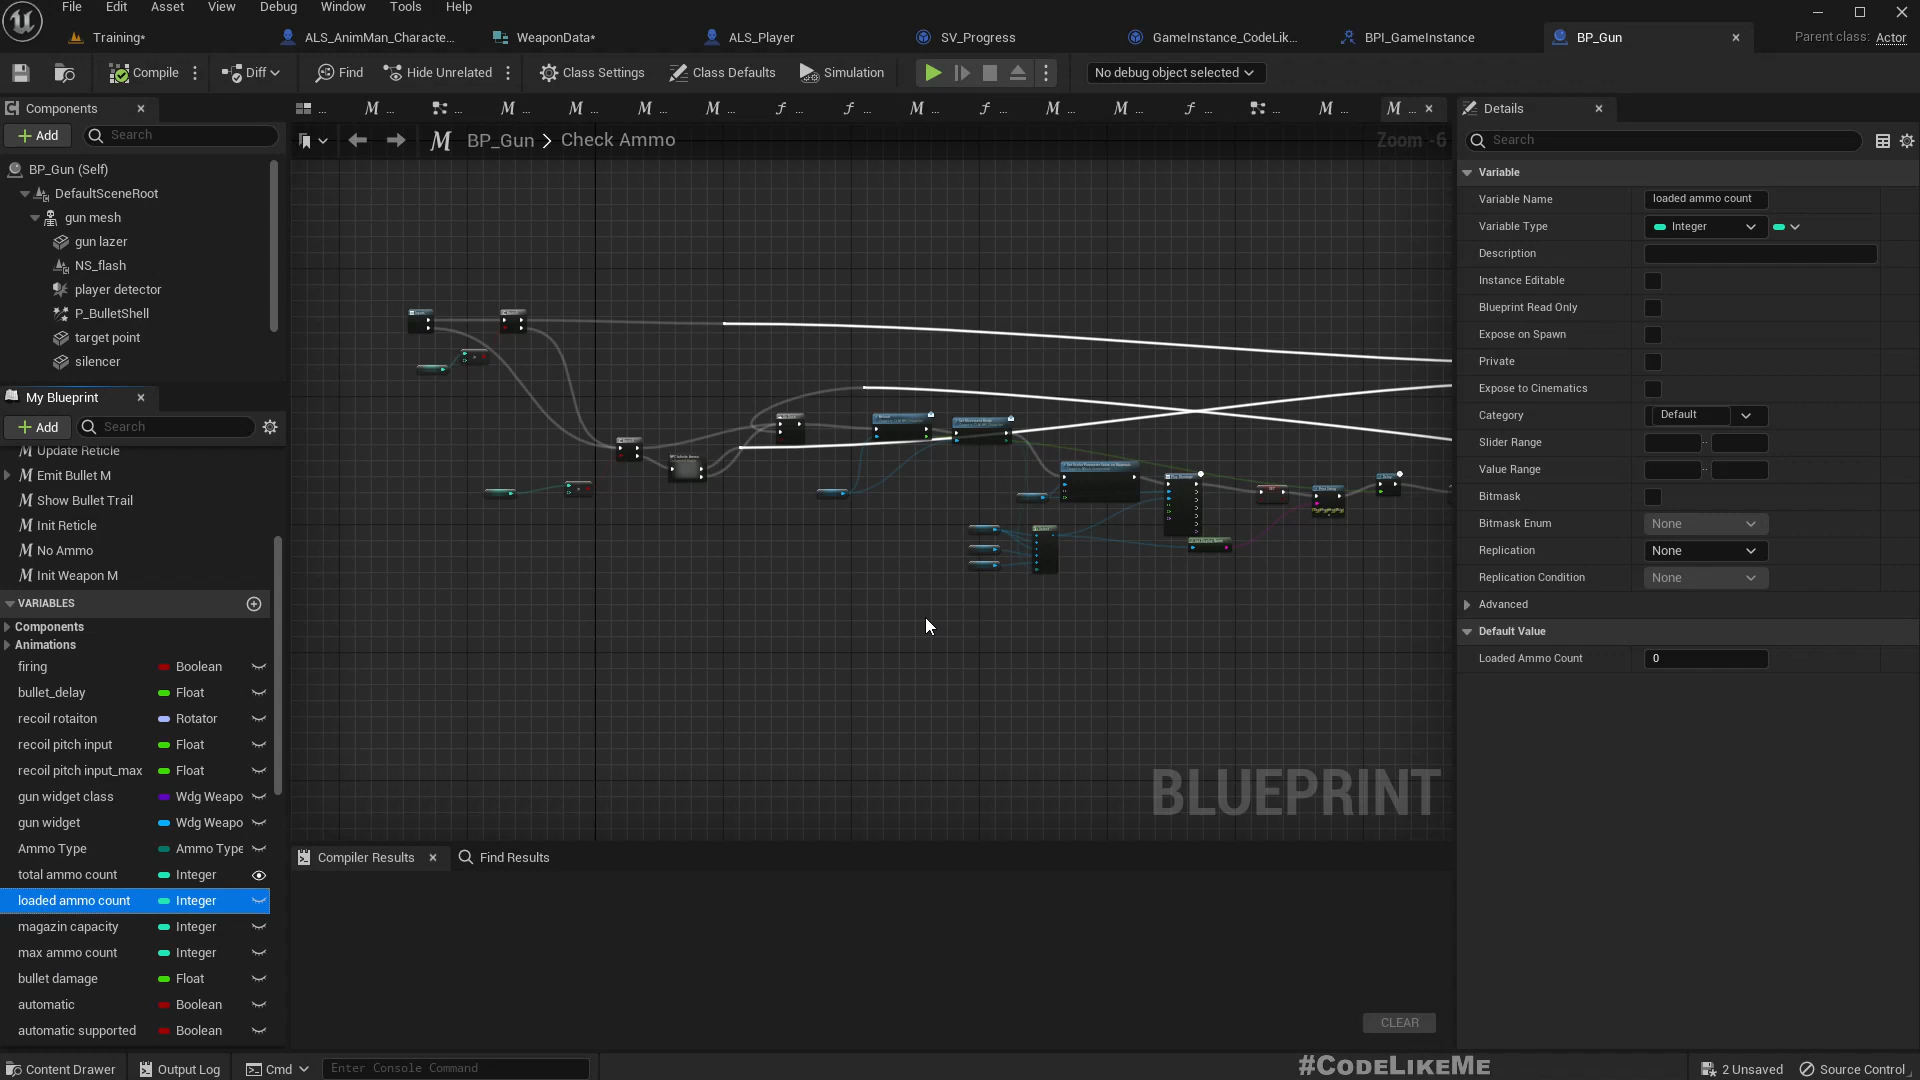 File Edit Asset View Debug Window Tools Help
Training* ALS_AnimMan_Characte... WeaponData* ALS_Player SV_Progress GameInstance_CodeLik... BPI_GameInstance BP_Gun Parent class: Actor
Compile Diff Find Hide Unrelated Class Settings Class Defaults Simulation No debug object selected
Components
Add Search
BP_Gun (Self)
DefaultSceneRoot
gun mesh
gun lazer
NS_flash
player detector
P_BulletShell
target point
silencer
My Blueprint
Add Search
Update Reticle
Emit Bullet M
Show Bullet Trail
Init Reticle
No Ammo
Init Weapon M
VARIABLES
Components
Animations
firing Boolean
bullet_delay Float
recoil rotaiton Rotator
recoil pitch input Float
recoil pitch input_max Float
gun widget class Wdg Weapo
gun widget Wdg Weapo
Ammo Type Ammo Type
total ammo count Integer
loaded ammo count Integer
magazin capacity Integer
max ammo count Integer
bullet damage Float
automatic Boolean
automatic supported Boolean
BP_Gun > Check Ammo
Zoom -6
BLUEPRINT
Compiler Results Find Results
CLEAR
Details
Search
Variable
Variable Name loaded ammo count
Variable Type Integer
Description
Instance Editable
Blueprint Read Only
Expose on Spawn
Private
Expose to Cinematics
Category Default
Slider Range
Value Range
Bitmask
Bitmask Enum None
Replication None
Replication Condition None
Advanced
Default Value
Loaded Ammo Count 0
Content Drawer Output Log Cmd Enter Console Command #CodeLikeMe 2 Unsaved Source Control